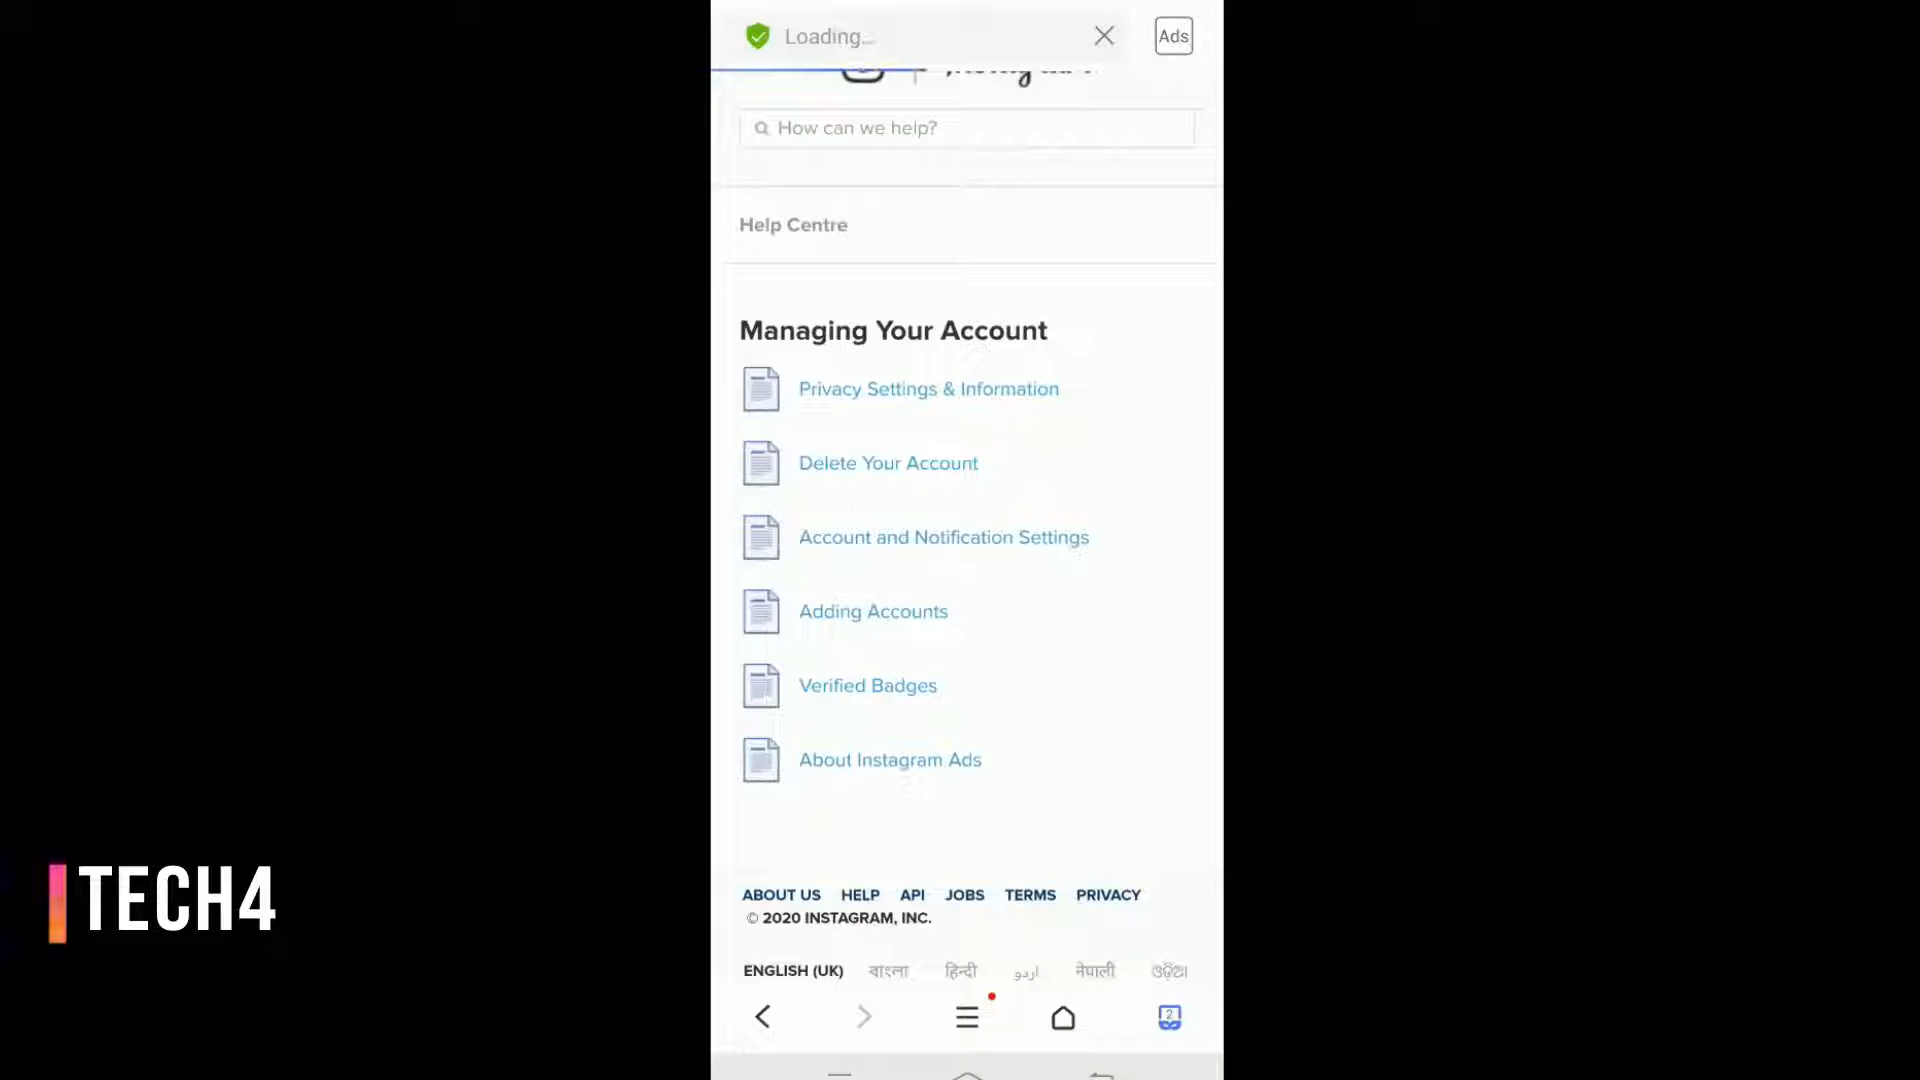 Loading...
Ads
How can we help?
Help Centre
Managing Your Account
Privacy Settings & Information
Delete Your Account
Account and Notification Settings
Adding Accounts
Verified Badges
About Instagram Ads
ABOUT US HELP API JOBS TERMS PRIVACY
© 2020 INSTAGRAM, INC.
ENGLISH (UK) বাংলা हिन्दी اردو नेपाली ଓଡ଼ିଆ
2
TECH4